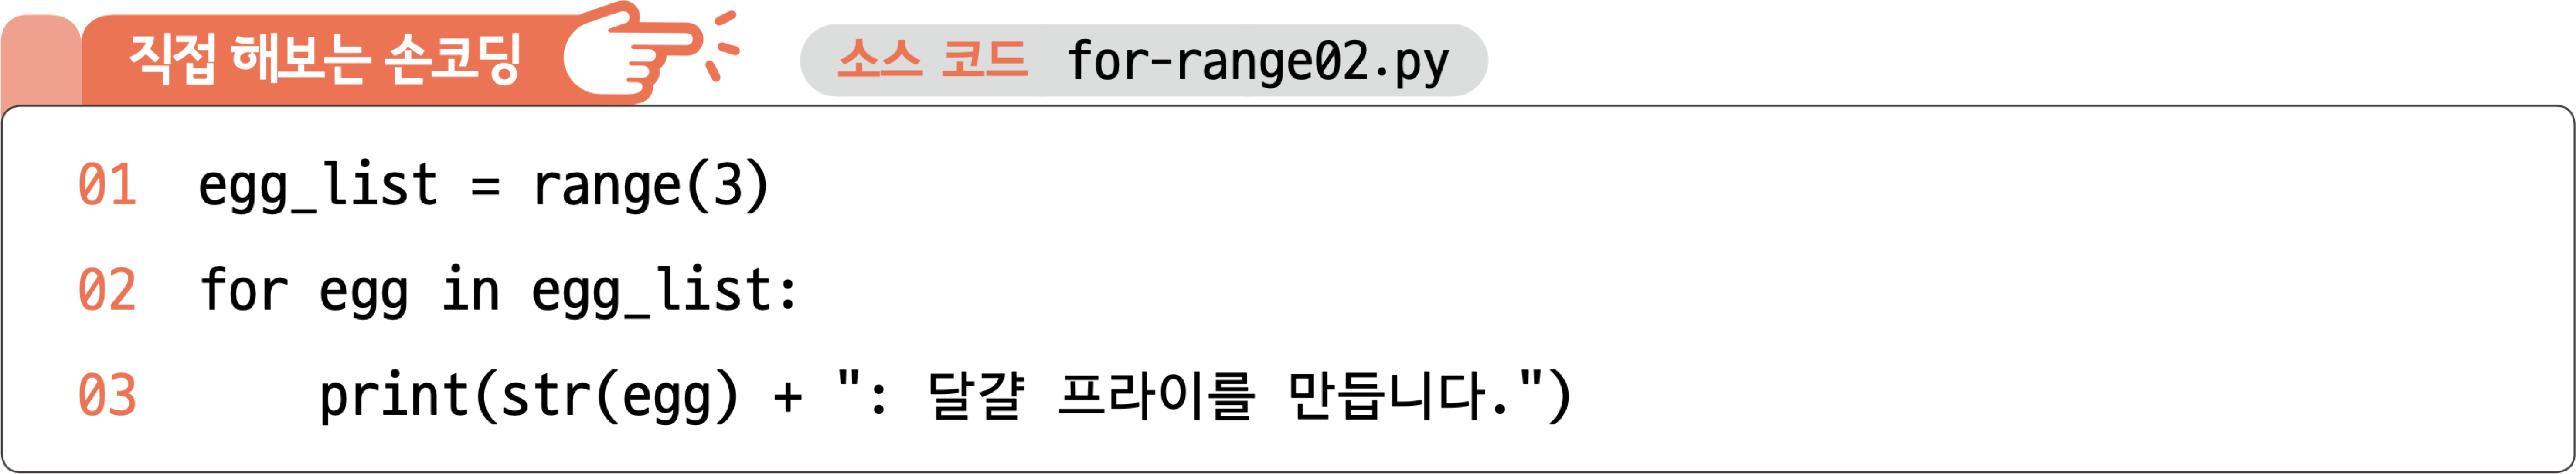 직접 해보는 손코딩
소스 코드 for-range02.py
01 egg_list = range(3)
02 for egg in egg_list:
03     print(str(egg) + ": 달걀 프라이를 만듭니다.")